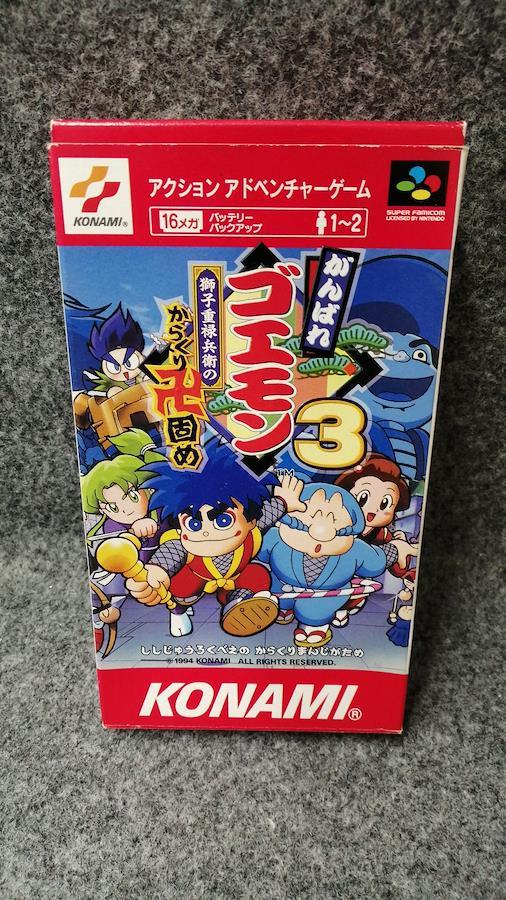 KONAMI®
アクション アドベンチャーゲーム
16メガ バッテリーバックアップ 1~2
SUPER FAMICOM
LICENSED BY NINTENDO
がんばれ
ゴエモン
3
TM
獅子重禄兵衛の
からくり卍固め
ししじゅうろくべえの からくりまんじがため
©1994 KONAMI ALL RIGHTS RESERVED.
KONAMI®